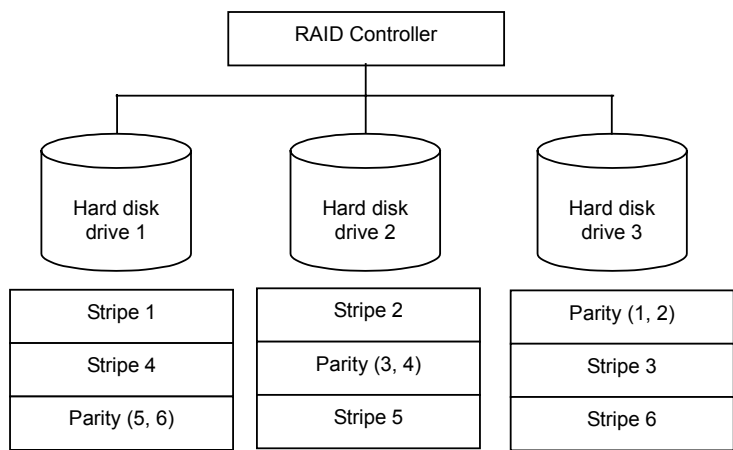 RAID Controller
Hard disk
drive 1
Hard disk
drive 2
Hard disk
drive 3
Stripe 1
Stripe 2
Parity (1, 2)
Stripe 4
Parity (3, 4)
Stripe 3
Parity (5, 6)
Stripe 5
Stripe 6